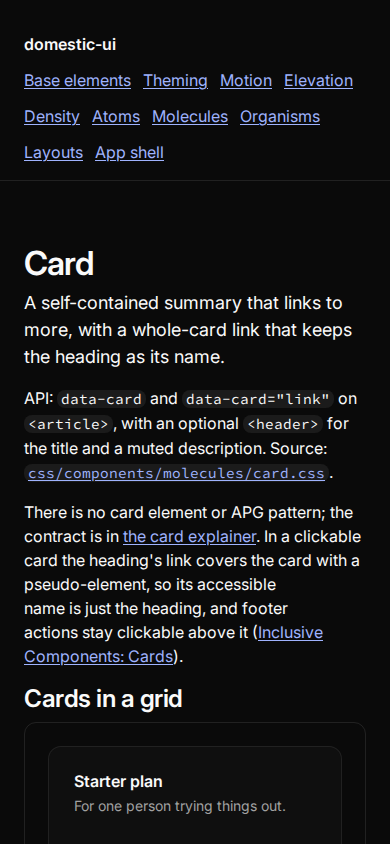 domestic-ui
Base elements Theming Motion Elevation
Density Atoms Molecules Organisms
Layouts App shell
Card
A self-contained summary that links to
more, with a whole-card link that keeps
the heading as its name.
API: data-card and data-card="link" on
<article>, with an optional <header> for
the title and a muted description. Source:
css/components/molecules/card.css.
There is no card element or APG pattern; the
contract is in the card explainer. In a clickable
card the heading's link covers the card with a
pseudo-element, so its accessible
name is just the heading, and footer
actions stay clickable above it (Inclusive
Components: Cards).
Cards in a grid
Starter plan
For one person trying things out.